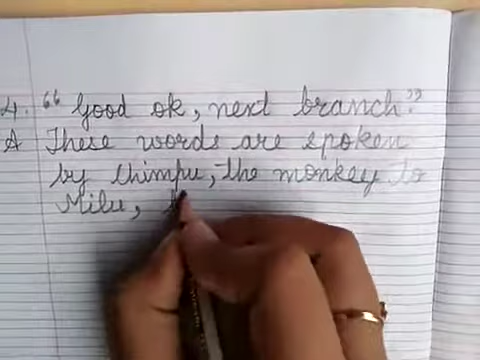 4. "Good ok, next branch."
A These words are spoken
by Chimpu, the monkey to
Milu,